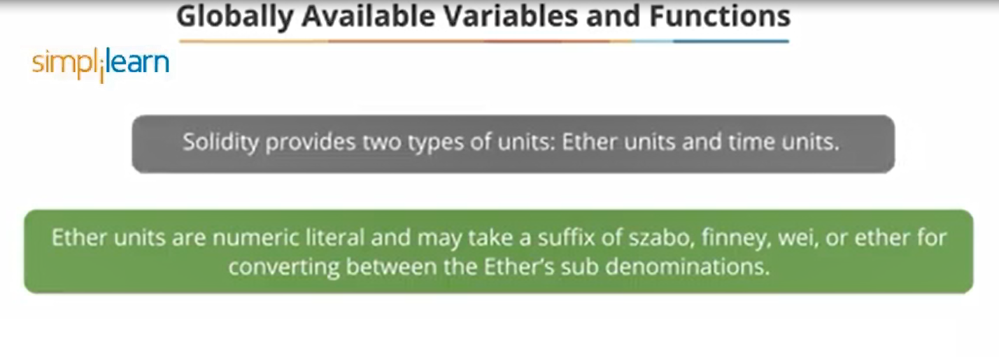 Globally Available Variables and Functions
simplilearn
Solidity provides two types of units: Ether units and time units.
Ether units are numeric literal and may take a suffix of szabo, finney, wei, or ether for
converting between the Ether's sub denominations.